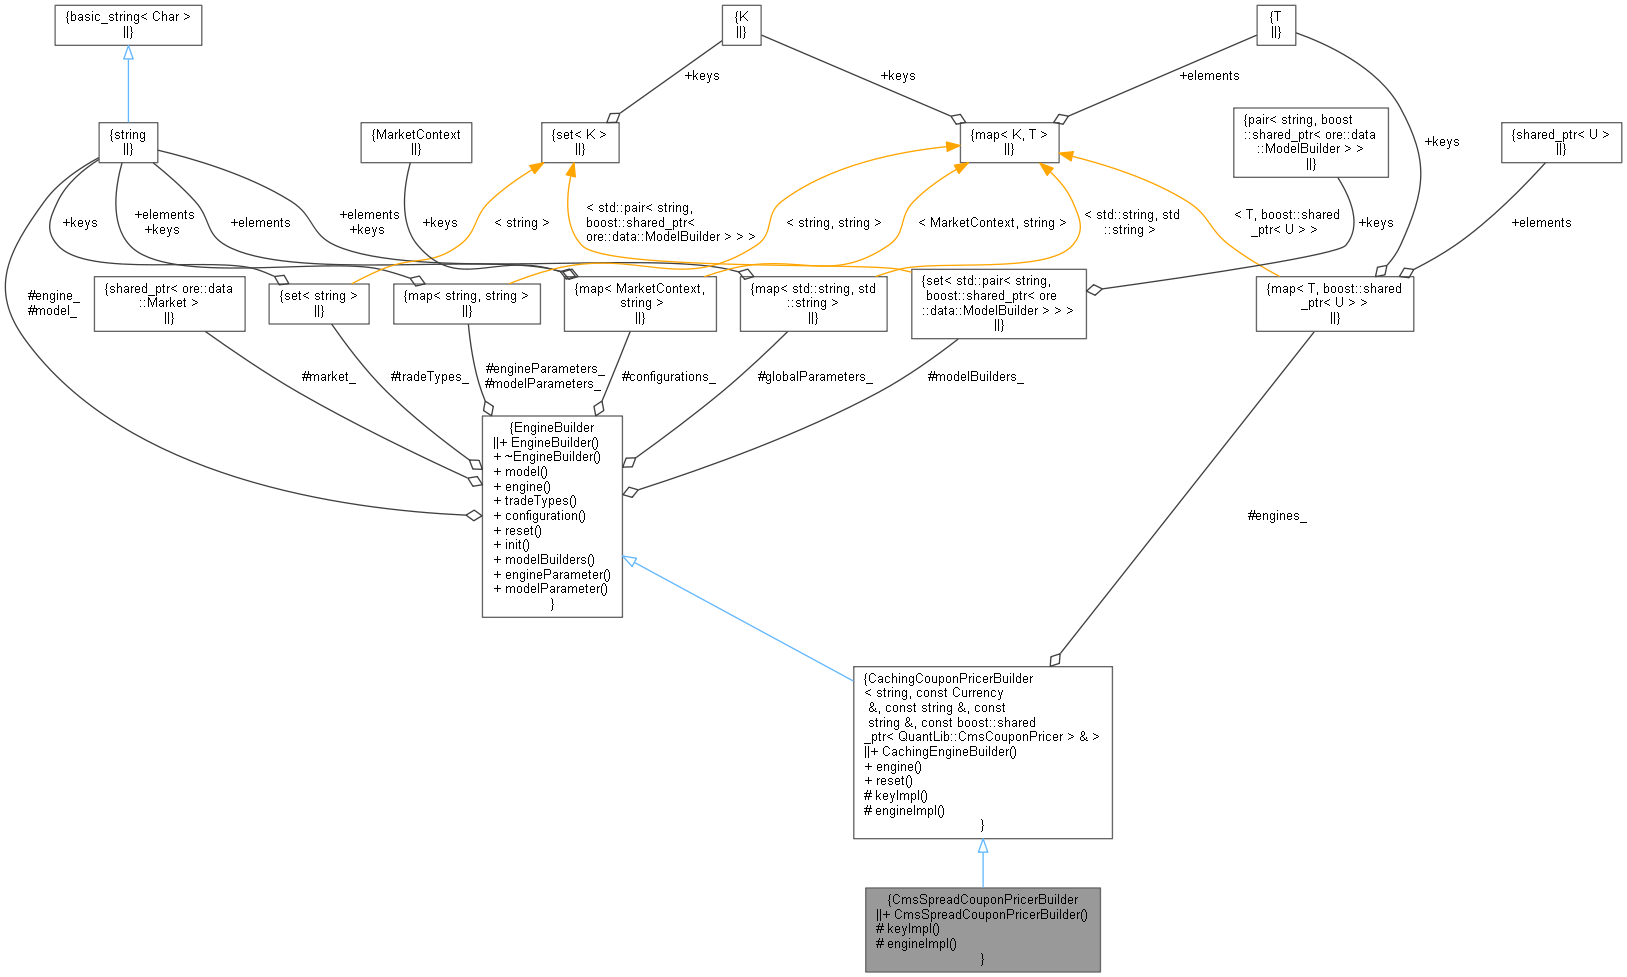 {basic_string< Char >
||}
{K
||}
{T
||}
+keys
+keys
+elements
{string
||}
{MarketContext
||}
{set< K >
||}
{map< K, T >
||}
{pair< string, boost
::shared_ptr< ore::data
::ModelBuilder > >
||}
{shared_ptr< U >
||}
+keys
+keys
+elements
+keys
+elements
+elements
+keys
+keys
< string >
< std::pair< string,
boost::shared_ptr<
ore::data::ModelBuilder > > >
< string, string >
< MarketContext, string >
< std::string, std
::string >
< T, boost::shared
_ptr< U > >
+keys
+elements
#engine_
#model_
{shared_ptr< ore::data
::Market >
||}
{set< string >
||}
{map< string, string >
||}
{map< MarketContext,
string >
||}
{map< std::string, std
::string >
||}
{set< std::pair< string,
boost::shared_ptr< ore
::data::ModelBuilder > > >
||}
{map< T, boost::shared
_ptr< U > >
||}
#market_
#tradeTypes_
#engineParameters_
#modelParameters_
#configurations_
#globalParameters_
#modelBuilders_
{EngineBuilder
||+ EngineBuilder()
+ ~EngineBuilder()
+ model()
+ engine()
+ tradeTypes()
+ configuration()
+ reset()
+ init()
+ modelBuilders()
+ engineParameter()
+ modelParameter()
}
#engines_
{CachingCouponPricerBuilder
< string, const Currency
&, const string &, const
string &, const boost::shared
_ptr< QuantLib::CmsCouponPricer > & >
||+ CachingEngineBuilder()
+ engine()
+ reset()
# keyImpl()
# engineImpl()
}
{CmsSpreadCouponPricerBuilder
||+ CmsSpreadCouponPricerBuilder()
# keyImpl()
# engineImpl()
}